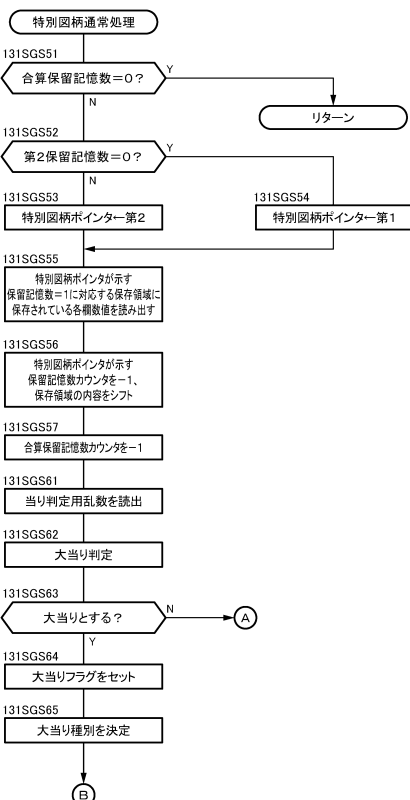 特別図柄通常処理
131SGS51
合算保留記憶数＝0？
Y
N
リターン
131SGS52
第2保留記憶数＝0？
Y
N
131SGS53
特別図柄ポインタ←第2
131SGS54
特別図柄ポインタ←第1
131SGS55
特別図柄ポインタが示す
保留記憶数＝1に対応する保存領域に
保存されている各欄数値を読み出す
131SGS56
特別図柄ポインタが示す
保留記憶数カウンタを－1、
保存領域の内容をシフト
131SGS57
合算保留記憶数カウンタを－1
131SGS61
当り判定用乱数を読出
131SGS62
大当り判定
131SGS63
大当りとする？
N
A
Y
131SGS64
大当りフラグをセット
131SGS65
大当り種別を決定
B